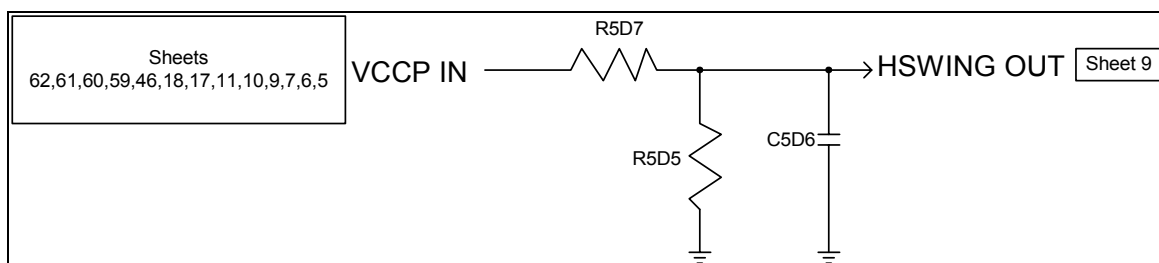 Sheets
62,61,60,59,46,18,17,11,10,9,7,6,5
VCCP IN
R5D7
HSWING OUT
Sheet 9
R5D5
C5D6